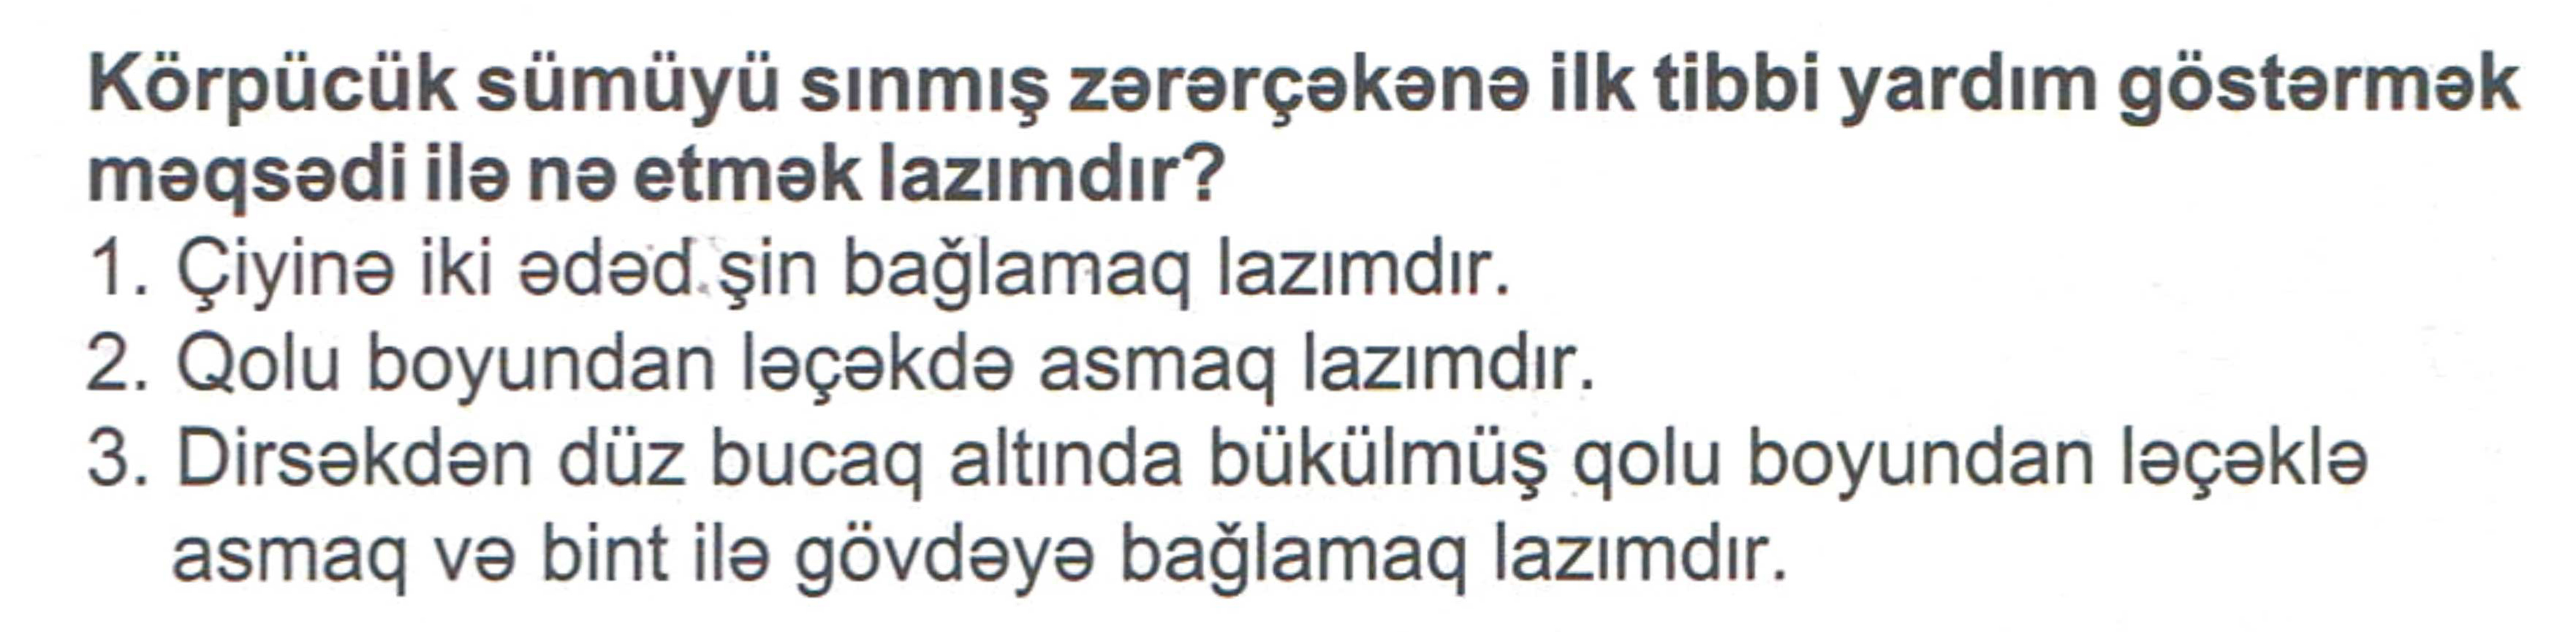 Körpücük sümüyü sınmış zərərçəkənə ilk tibbi yardım göstərmək
məqsədi ilə nə etmək lazımdır?
1. Çiyinə iki ədəd şin bağlamaq lazımdır.
2. Qolu boyundan ləçəkdə asmaq lazımdır.
3. Dirsəkdən düz bucaq altında bükülmüş qolu boyundan ləçəklə
asmaq və bint ilə gövdəyə bağlamaq lazımdır.